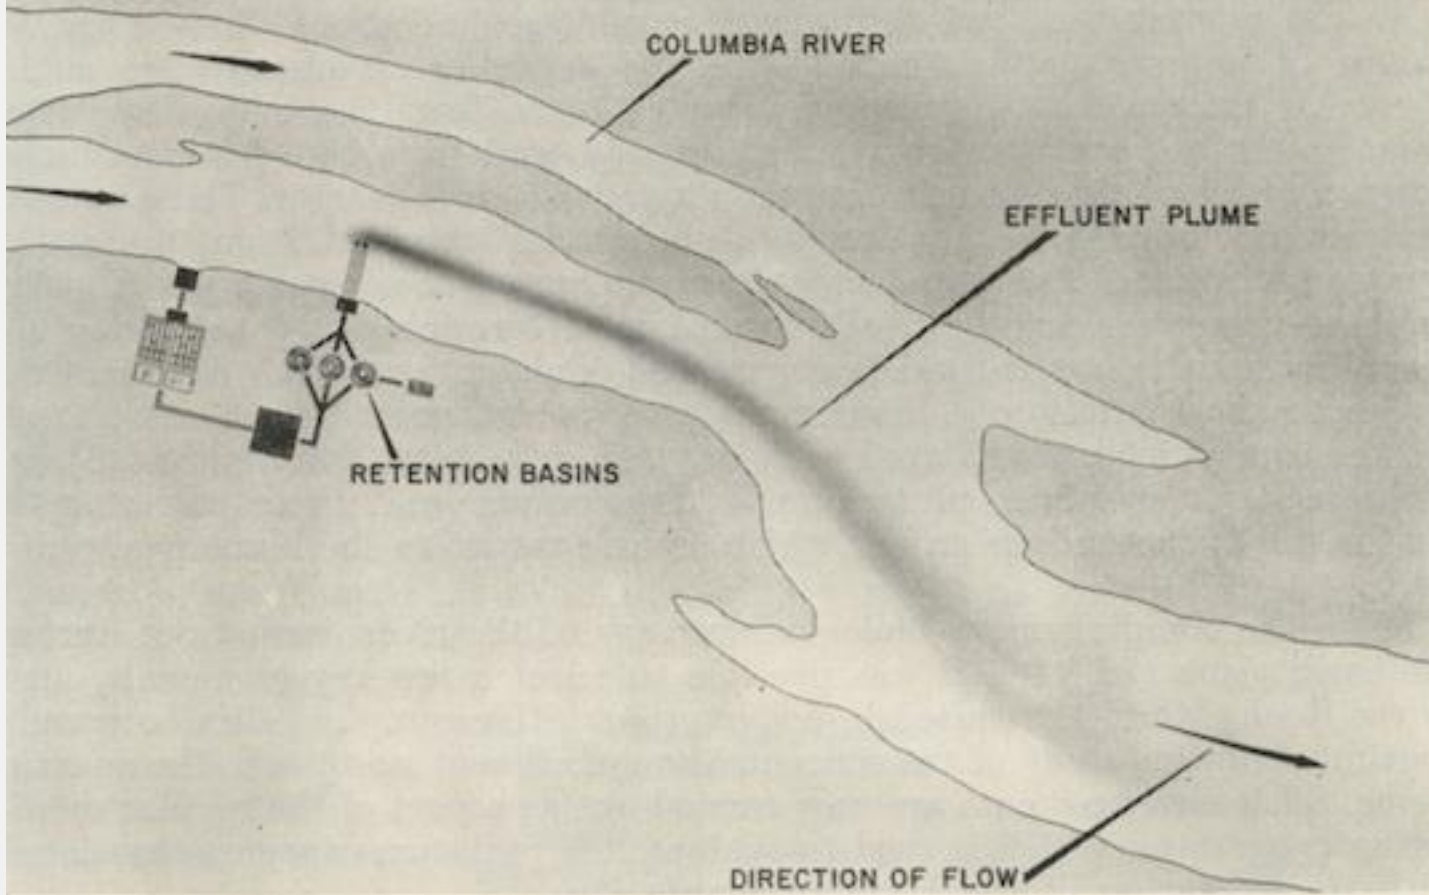 COLUMBIA RIVER
EFFLUENT PLUME
RETENTION BASINS
DIRECTION OF FLOW